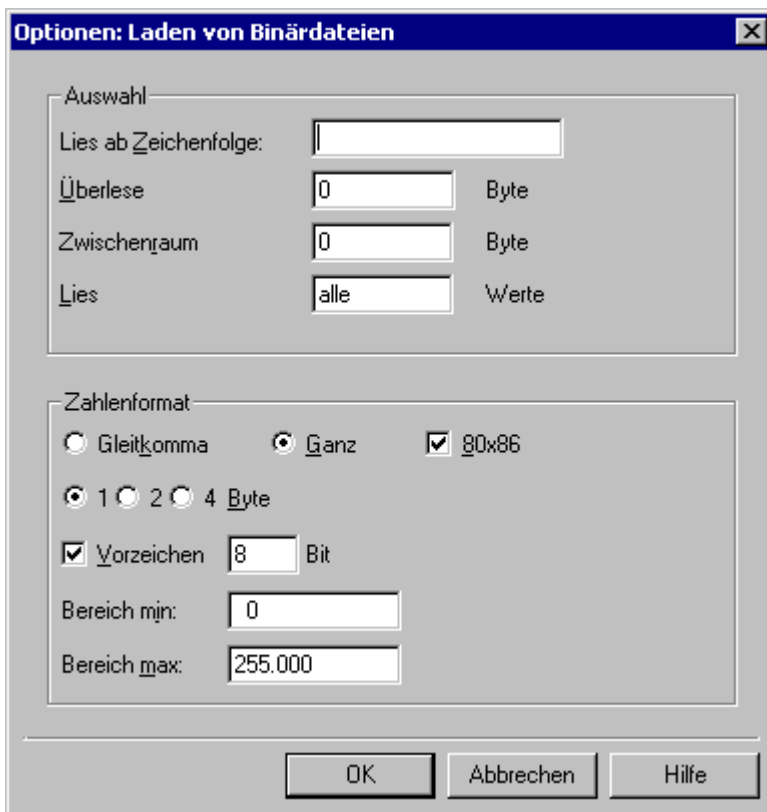 Optionen: Laden von Binärdateien
Auswahl
Lies ab Zeichenfolge:
Überlese 0 Byte
Zwischenraum 0 Byte
Lies alle Werte
Zahlenformat
Gleitkomma Ganz 80x86
1 2 4 Byte
Vorzeichen 8 Bit
Bereich min: 0
Bereich max: 255.000
OK Abbrechen Hilfe